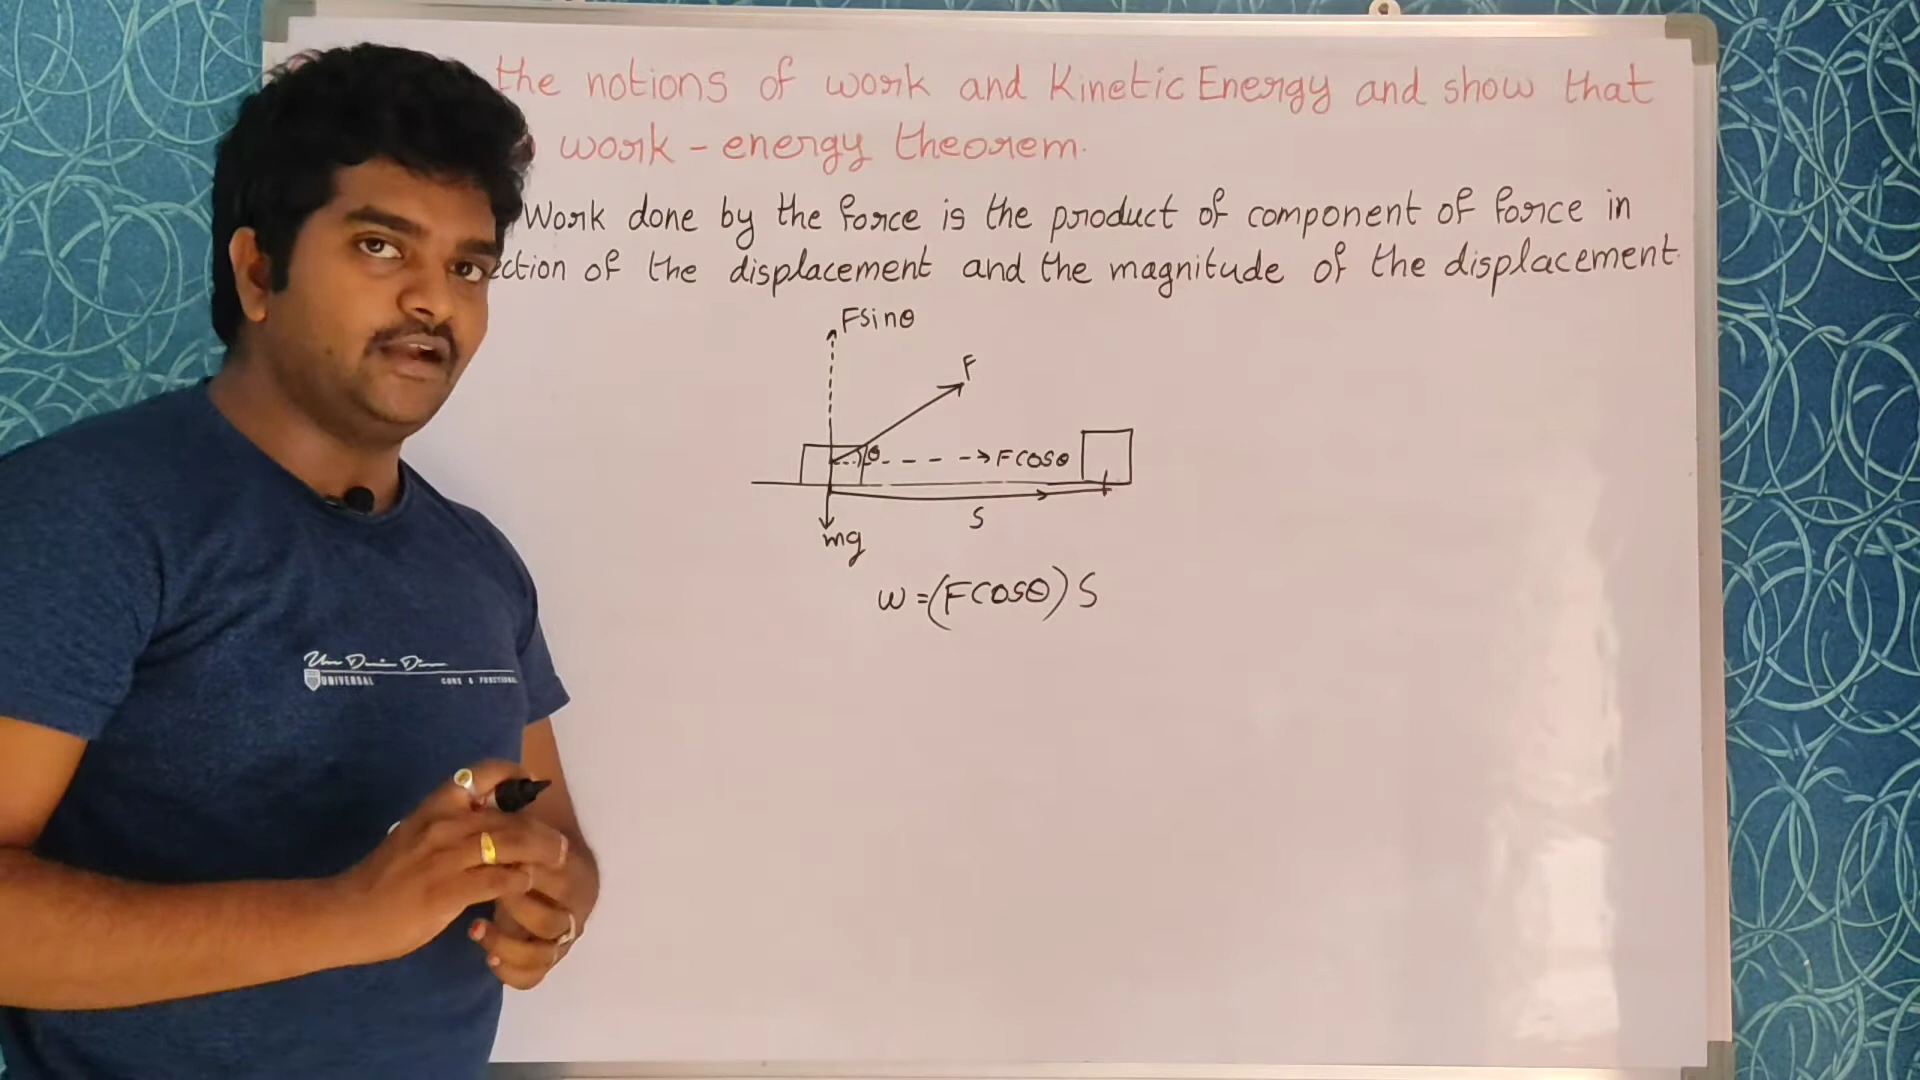 the notions of work and Kinetic Energy and show that
work - energy theorem.
Work done by the force is the product of component of force in
ection of the displacement and the magnitude of the displacement.
Fsinθ
F
θ
Fcosθ
S
mg
w=(Fcosθ) S
UNIVERSAL